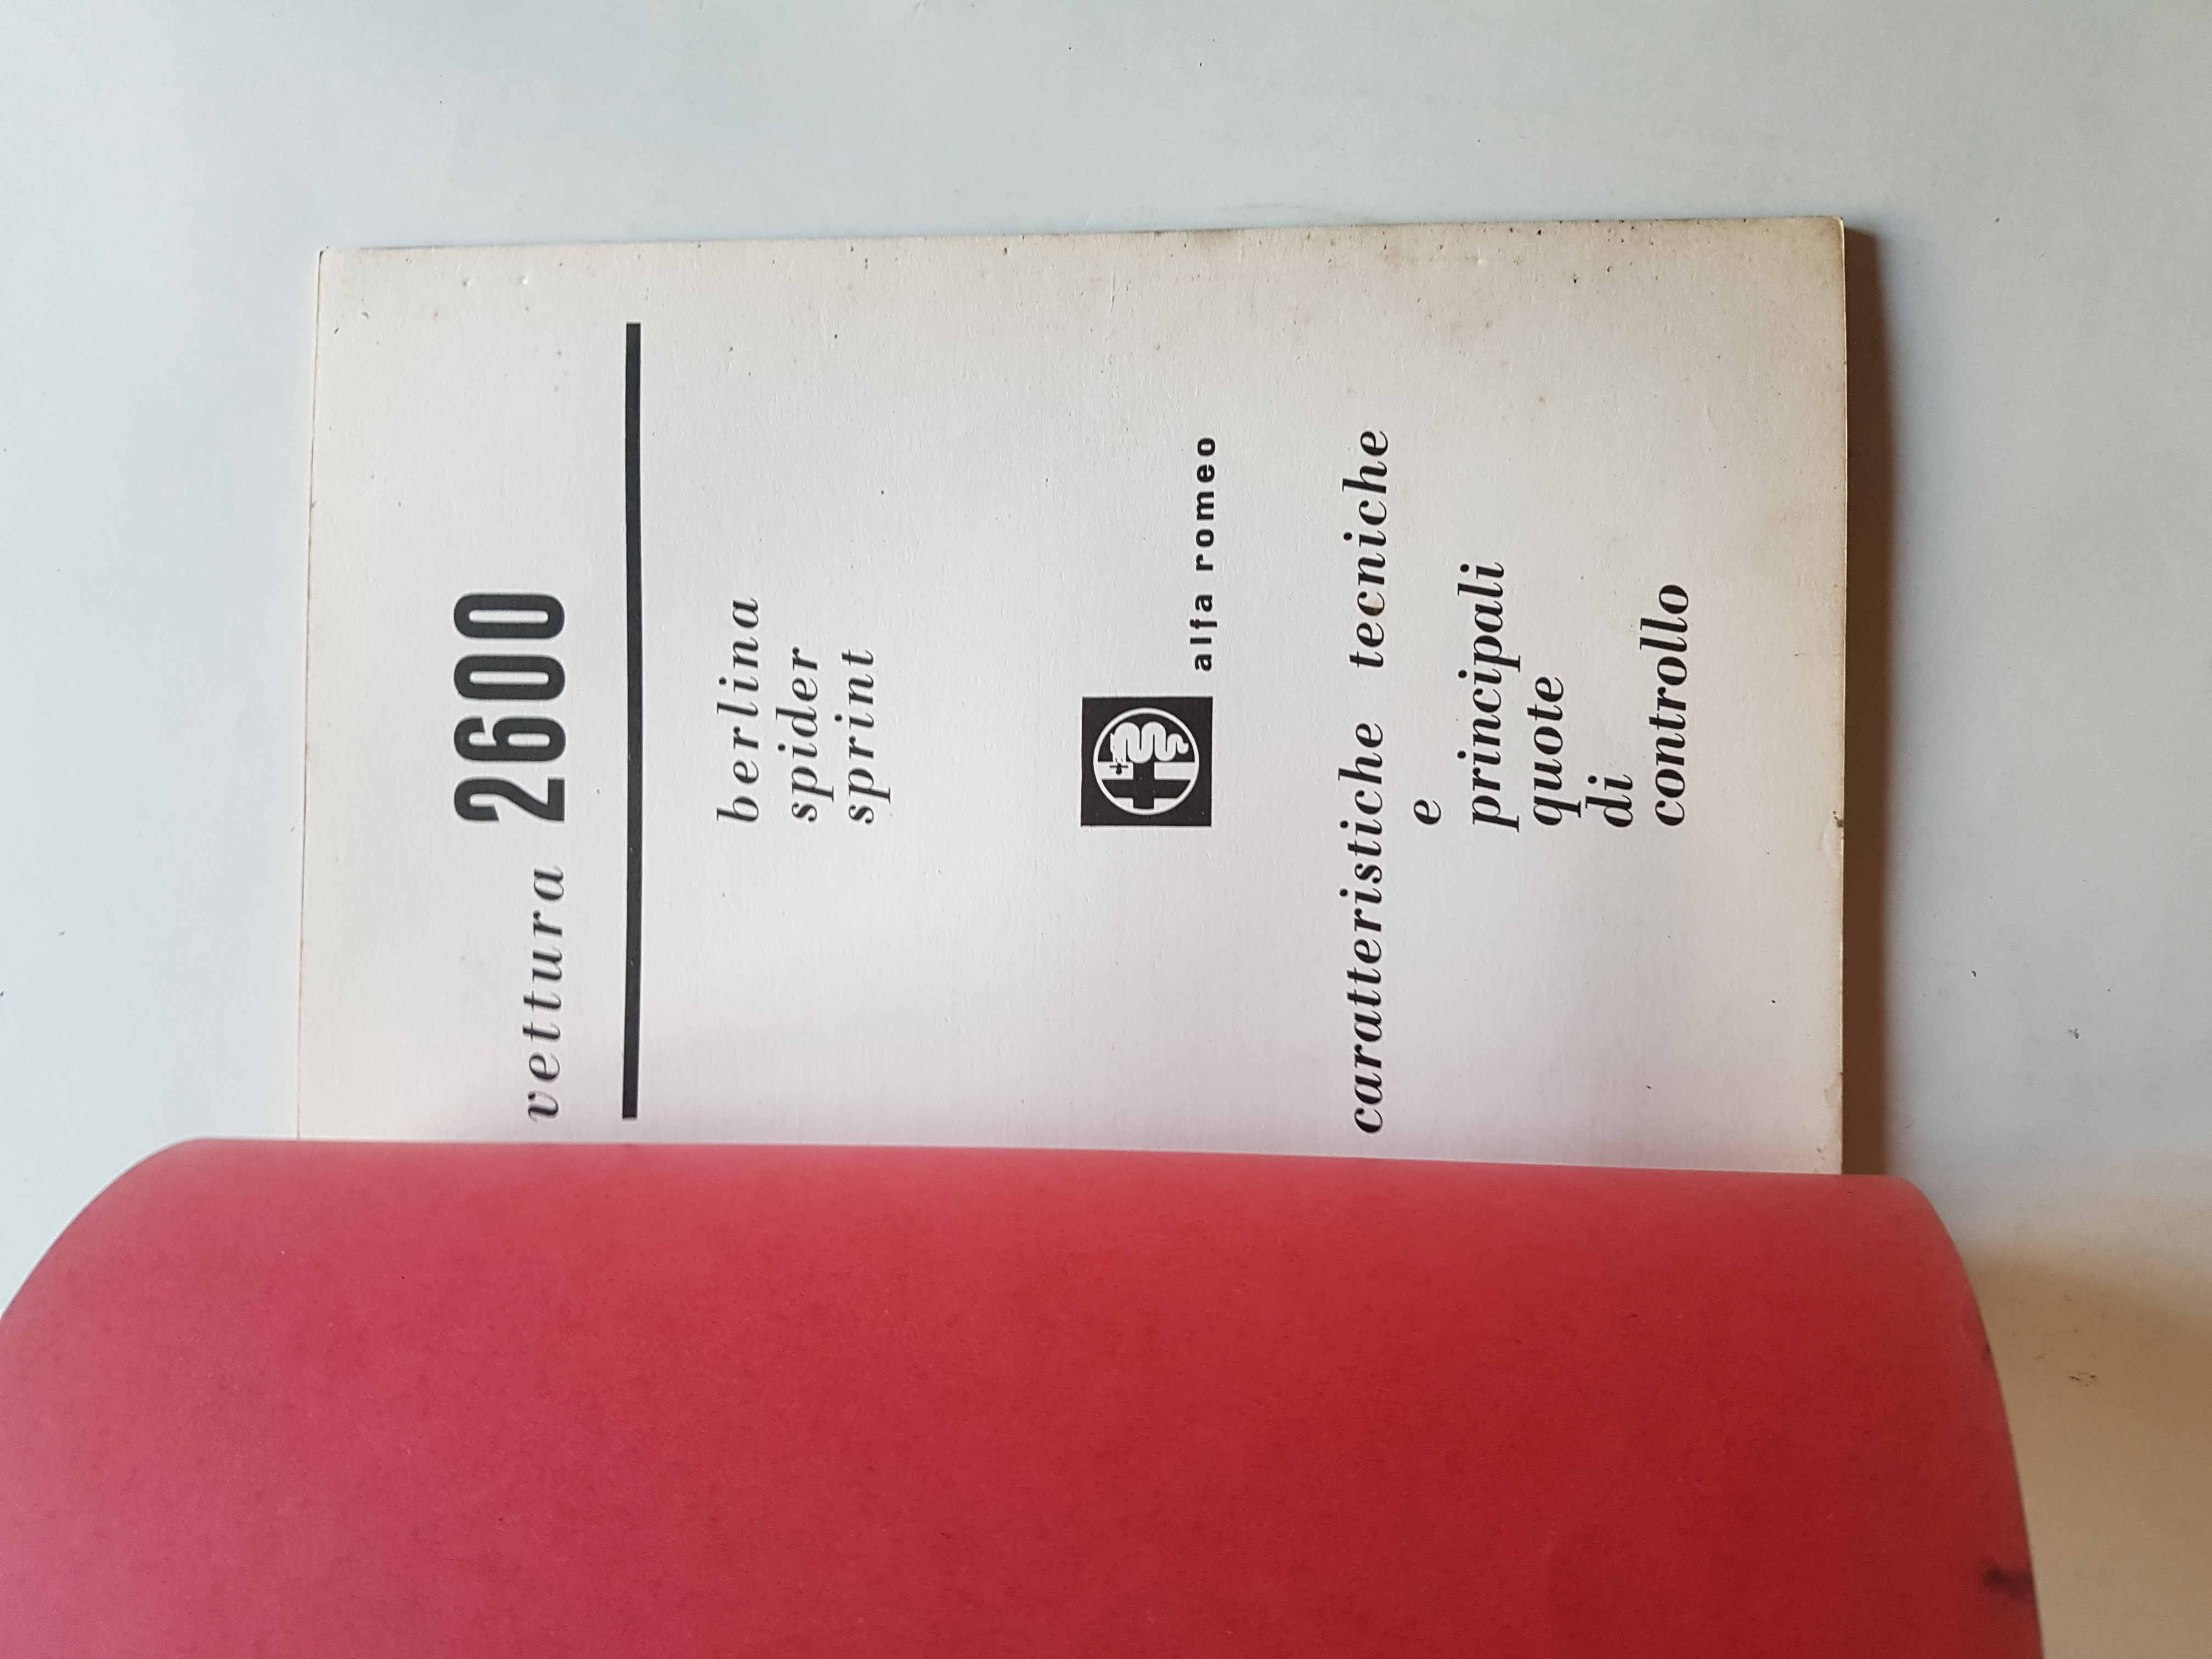 vettura 2600
berlina
spider
sprint
alfa romeo
caratteristiche tecniche
e
principali
quote
di
controllo